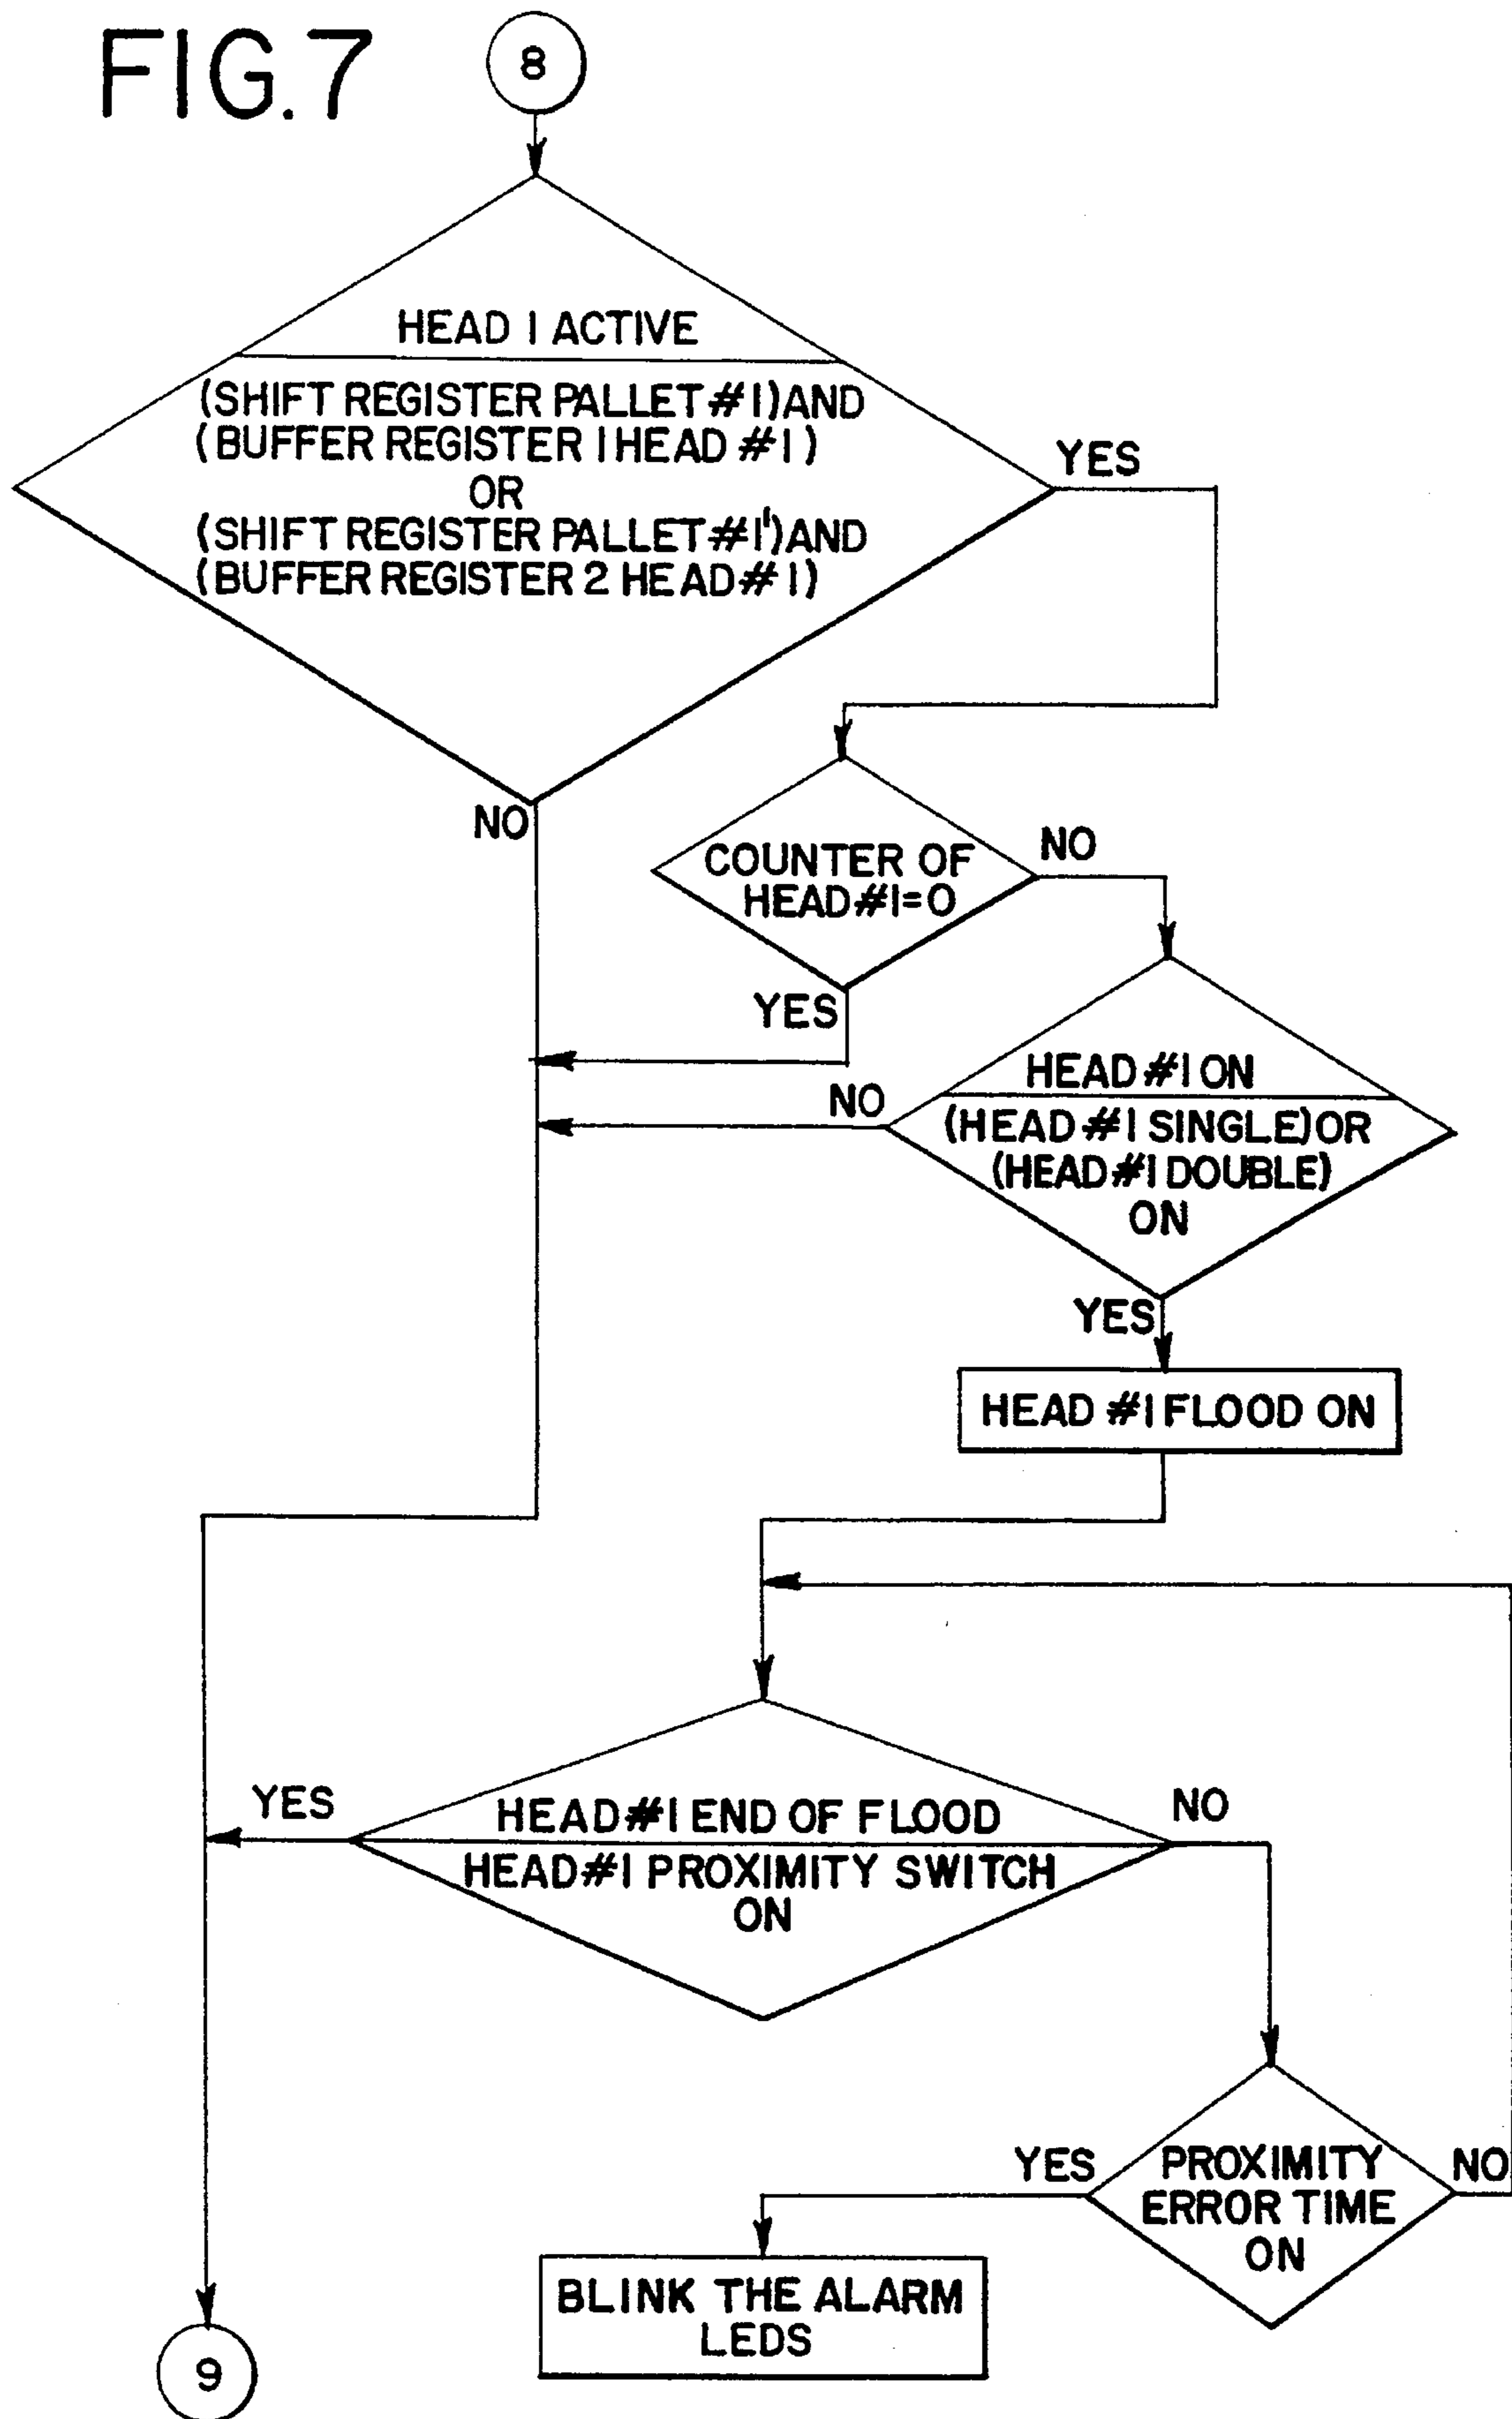 FIG.7
8
HEAD 1 ACTIVE
(SHIFT REGISTER PALLET #1) AND
(BUFFER REGISTER 1 HEAD #1)
OR
(SHIFT REGISTER PALLET #1') AND
(BUFFER REGISTER 2 HEAD #1)
YES
NO
COUNTER OF
HEAD #1=0
NO
YES
HEAD #1 ON
(HEAD #1 SINGLE) OR
(HEAD #1 DOUBLE)
ON
NO
YES
HEAD #1 FLOOD ON
YES
HEAD #1 END OF FLOOD
NO
HEAD #1 PROXIMITY SWITCH
ON
YES
PROXIMITY
ERROR TIME
ON
NO
BLINK THE ALARM
LEDS
9